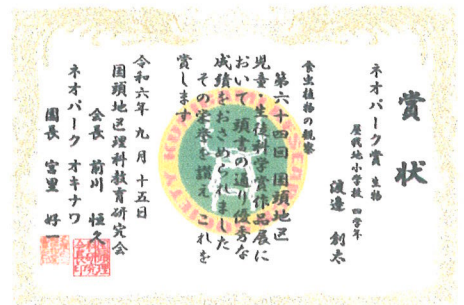 賞状
ネオパーク賞 生物
屋我地小学校 四学年
渡邉 創太
食虫植物の観察
第六十四回 国頭地区
児童・生徒科学賞作品展に
おいて 頭書の通り優秀な
成績をおさめられました
その栄誉を讃え これを
賞します
令和六年 九月 十五日
国頭地区理科教育研究会
会長 前川 恒久
ネオパーク オキナワ
園長 富里 好一